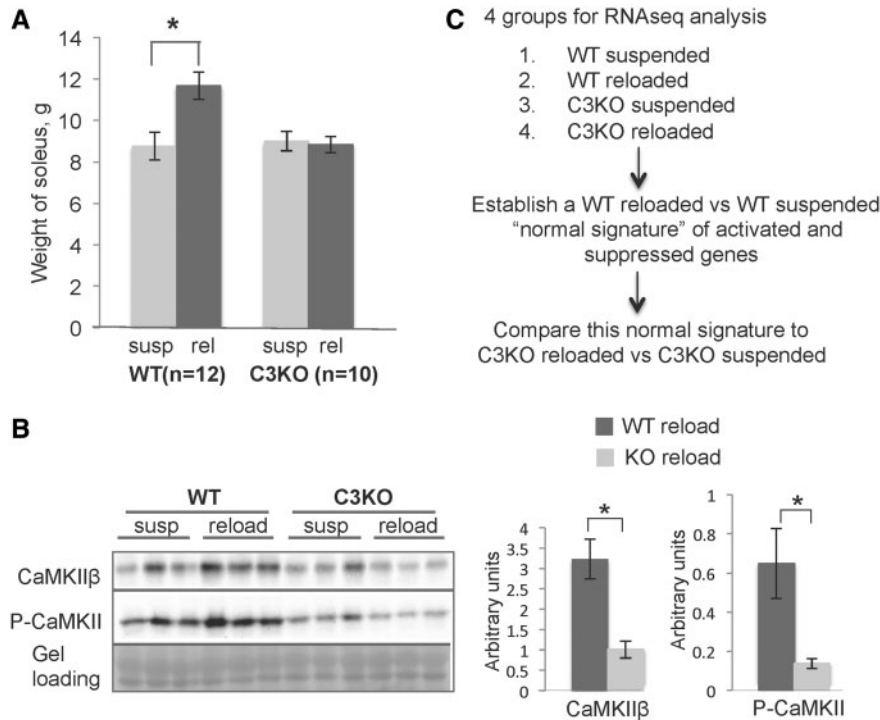 A
Weight of soleus, g
14
12
10
8
6
4
2
0
*
susp rel susp rel
WT(n=12) C3KO (n=10)
C
4 groups for RNAseq analysis
1. WT suspended
2. WT reloaded
3. C3KO suspended
4. C3KO reloaded
Establish a WT reloaded vs WT suspended
“normal signature” of activated and
suppressed genes
Compare this normal signature to
C3KO reloaded vs C3KO suspended
B
WT C3KO
susp reload susp reload
CaMKIIβ
P-CaMKII
Gel
loading
WT reload
KO reload
Arbitrary units
4
3.5
3
2.5
2
1.5
1
0.5
0
*
CaMKIIβ
Arbitrary units
1
0.8
0.6
0.4
0.2
0
*
P-CaMKII